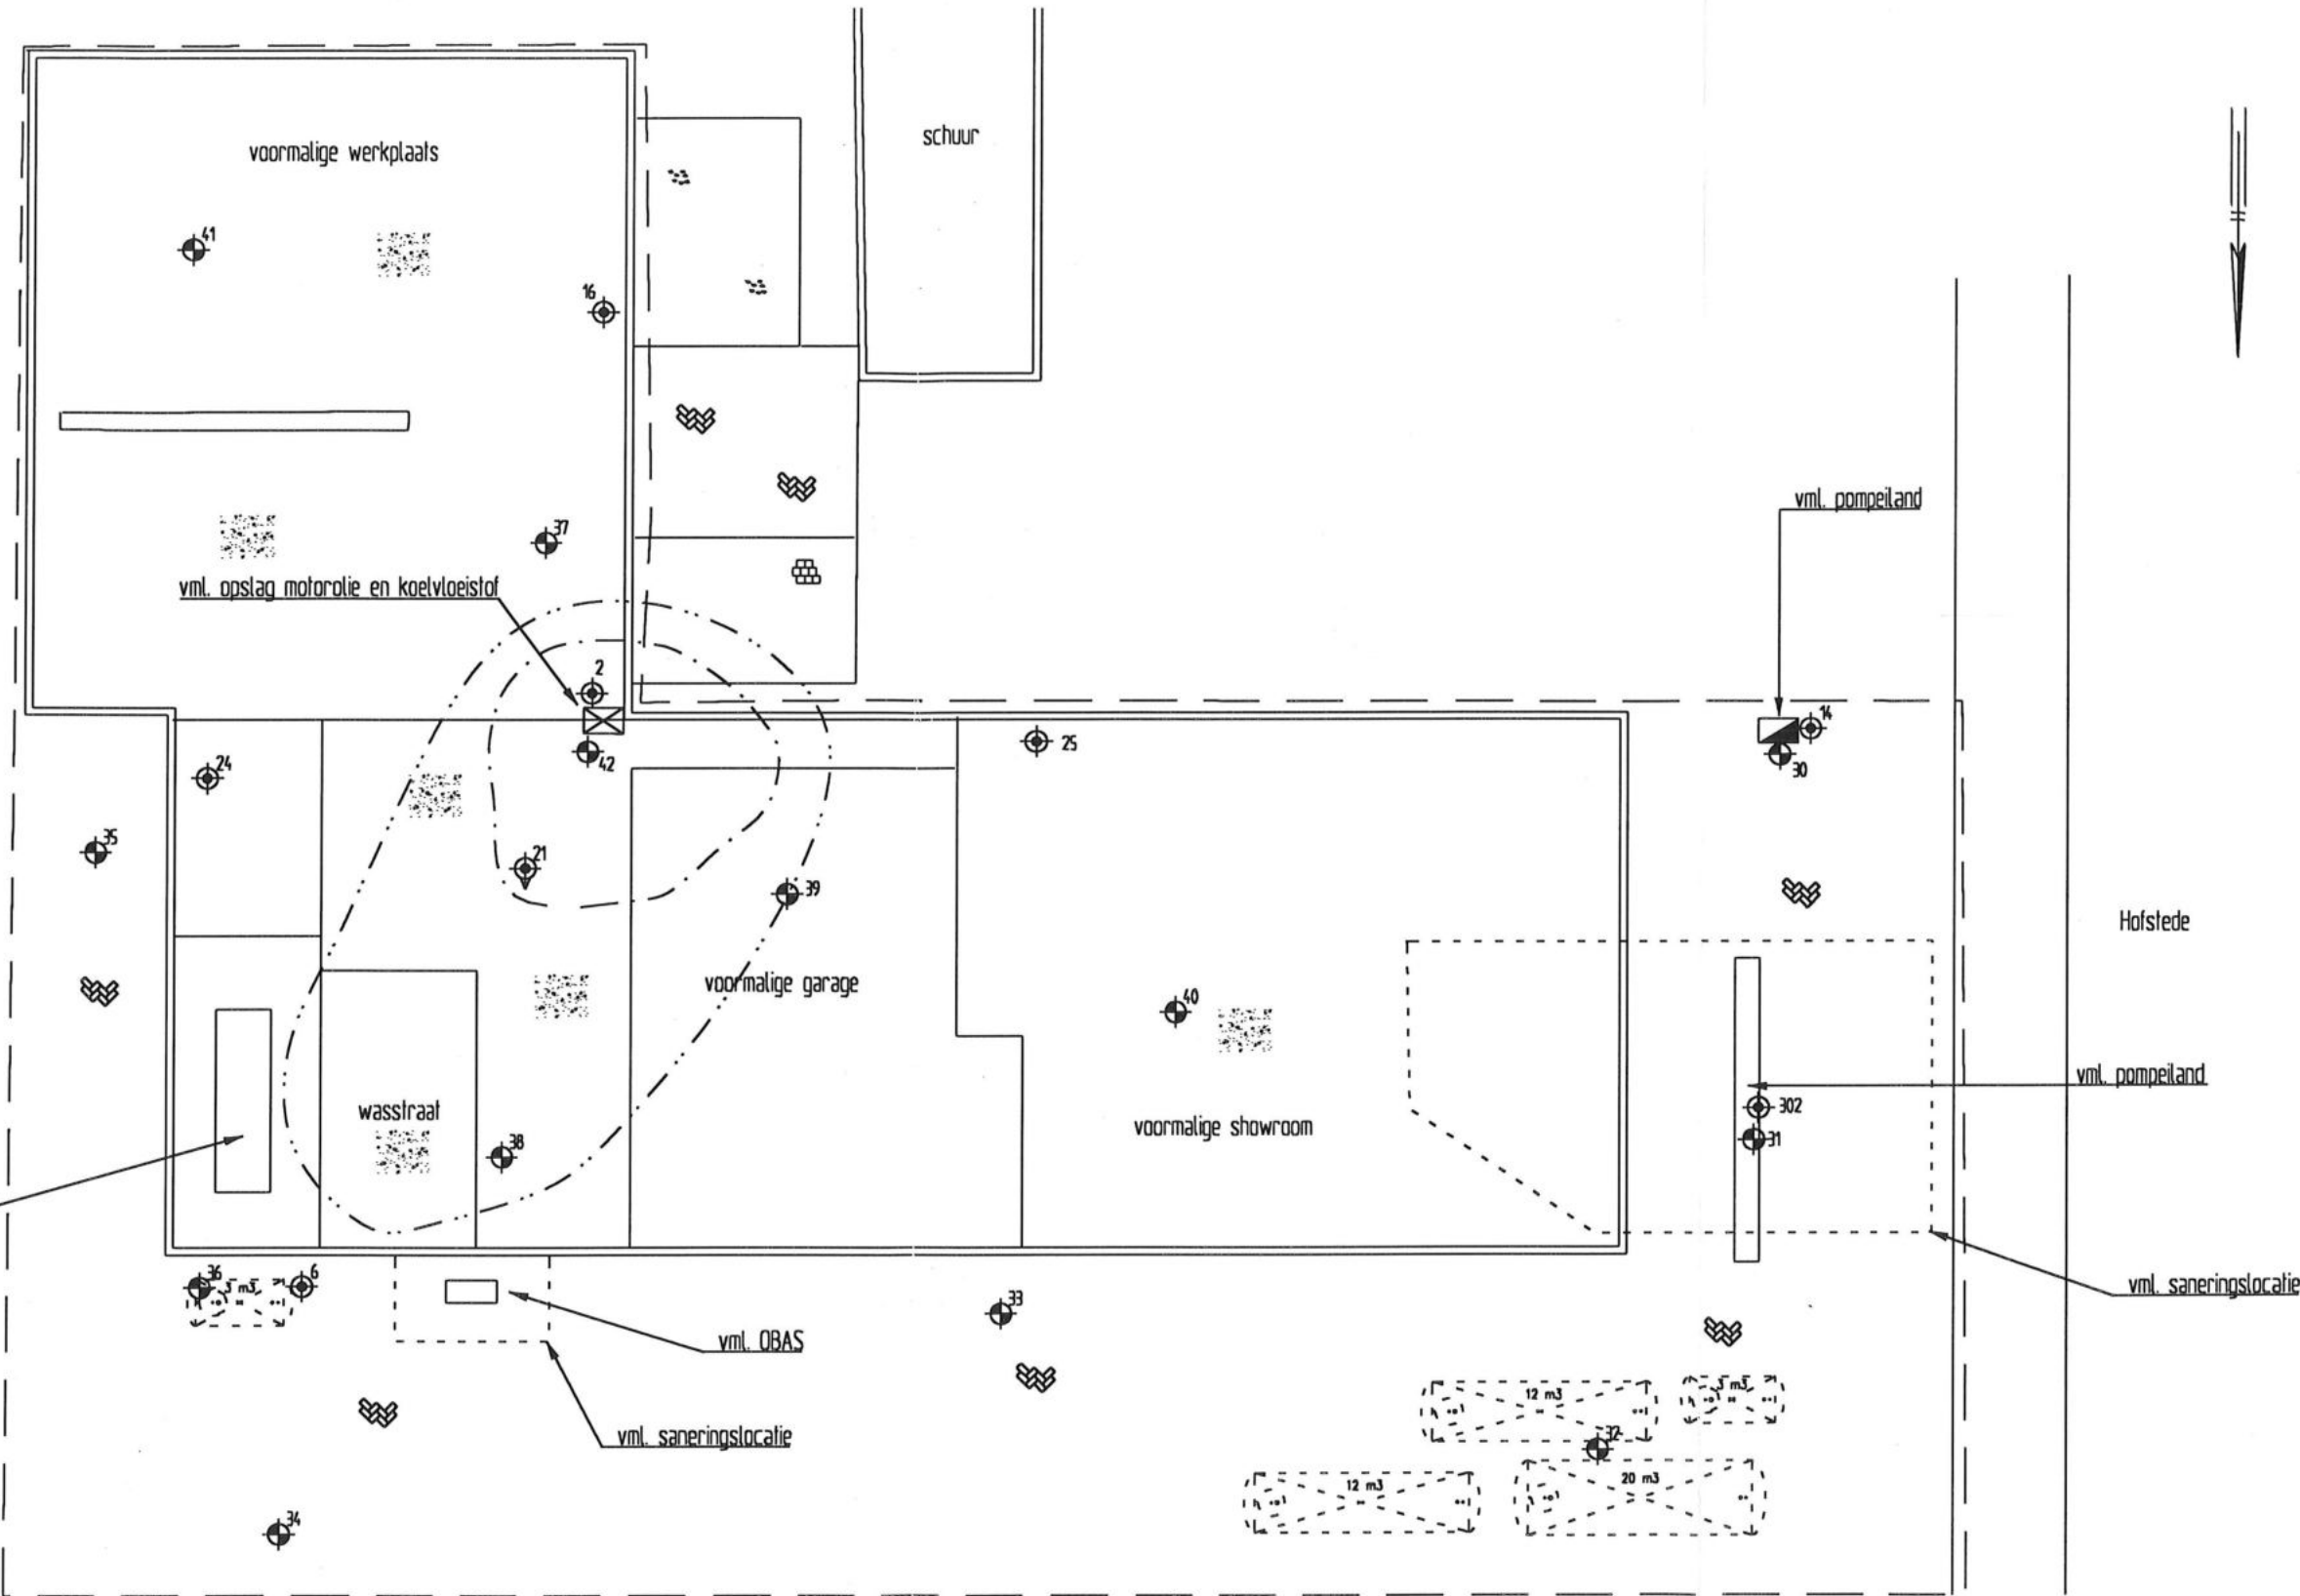 schuur
voormalige werkplaats
41
16
vml. pompeiland
37
vml. opslag motorolie en koelvloeistof
2
14
25
42
24
30
35
21
39
Hofstede
voormalige garage
40
vml. pompeiland
302
wasstraat
voormalige showroom
31
38
36
3 m3
6
vml. saneringslocatie
33
vml. OBAS
3 m3
12 m3
vml. saneringslocatie
32
20 m3
12 m3
34